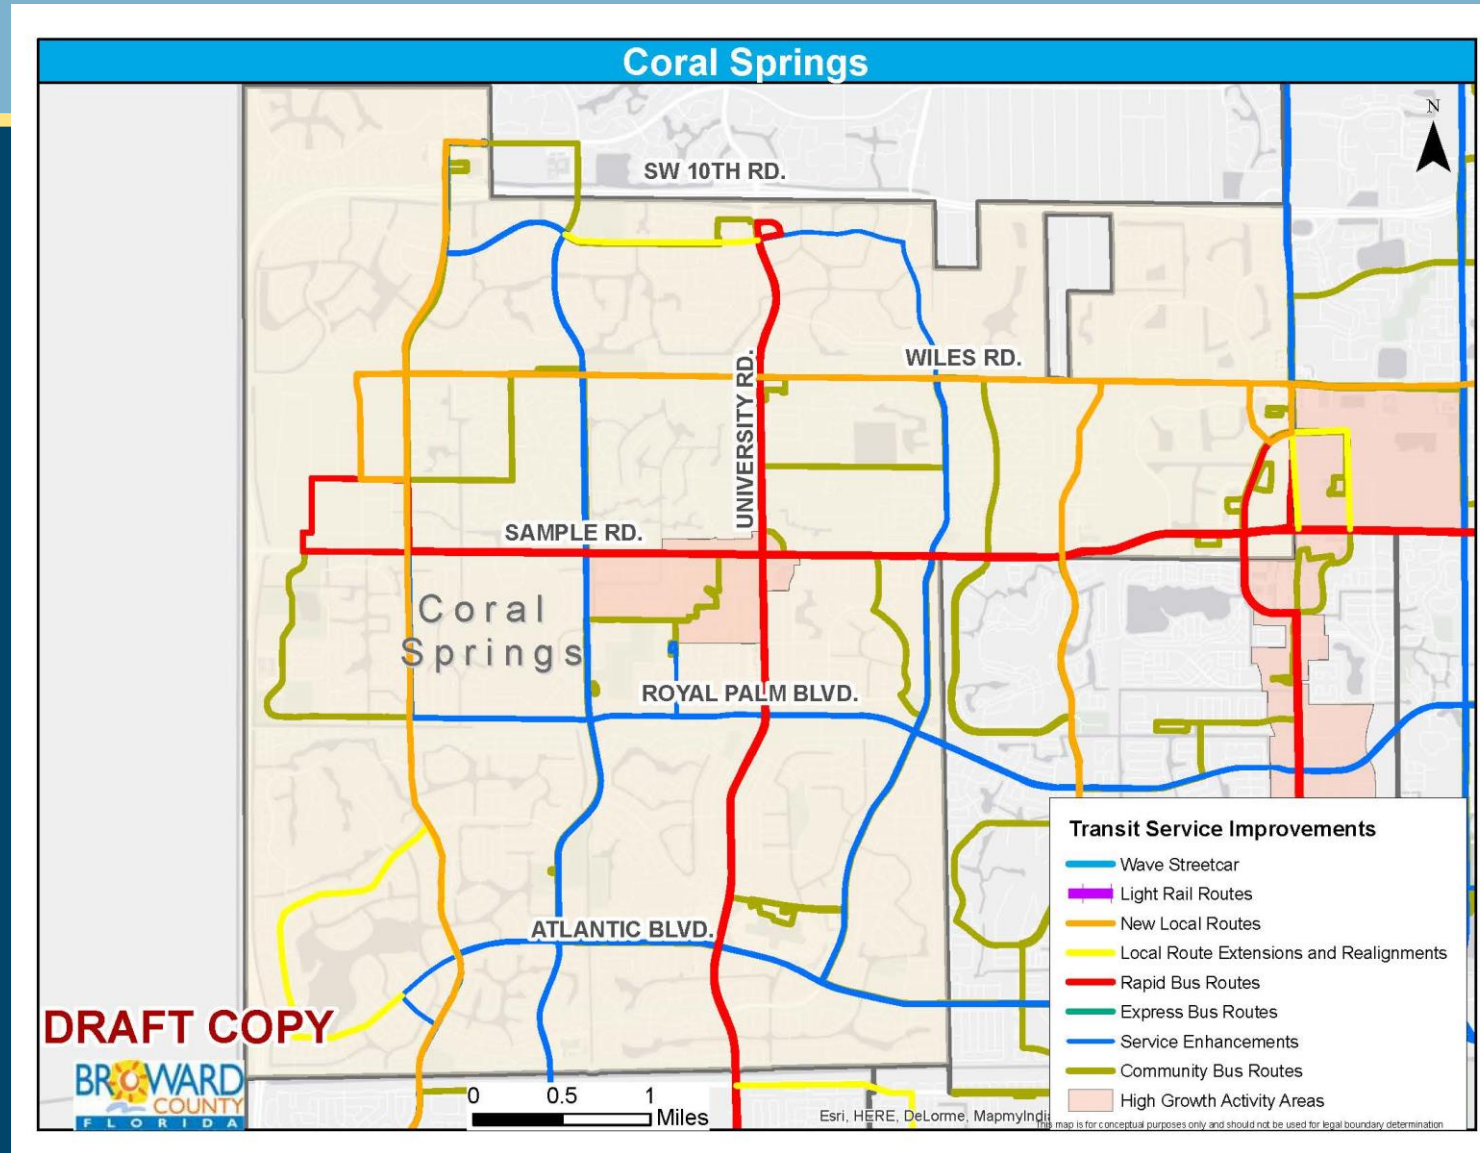 Coral Springs
N
SW 10TH RD.
WILES RD.
UNIVERSITY RD.
SAMPLE RD.
Coral
Springs
ROYAL PALM BLVD.
ATLANTIC BLVD.
Transit Service Improvements
Wave Streetcar
Light Rail Routes
New Local Routes
Local Route Extensions and Realignments
Rapid Bus Routes
Express Bus Routes
Service Enhancements
Community Bus Routes
High Growth Activity Areas
DRAFT COPY
BROWARD
COUNTY
FLORIDA
0 0.5 1
Miles
Esri, HERE, DeLorme, MapmyIndia
This map is for conceptual purposes only and should not be used for legal boundary determination